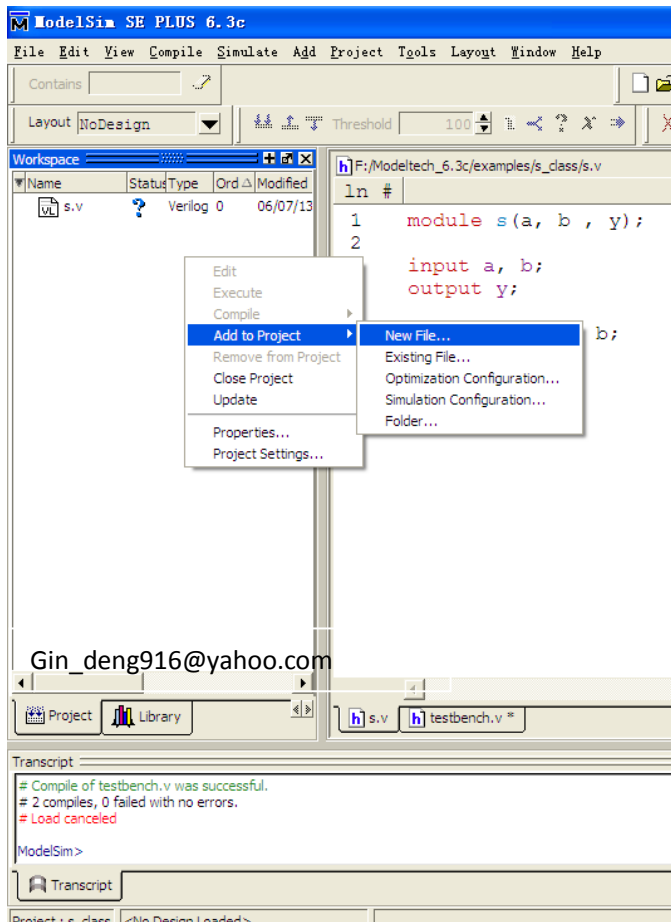 ModelSim SE PLUS 6.3c
File Edit View Compile Simulate Add Project Tools Layout Window Help
Contains
Layout NoDesign Threshold 100
Workspace
Name Status Type Ord Modified
s.v ? Verilog 0 06/07/13
F:/Modeltech_6.3c/examples/s_class/s.v
ln #
1 module s(a, b , y);
2
input a, b;
output y;
b;
Edit
Execute
Compile
Add to Project
Remove from Project
Close Project
Update
Properties...
Project Settings...
New File...
Existing File...
Optimization Configuration...
Simulation Configuration...
Folder...
Gin_deng916@yahoo.com
Project Library
s.v testbench.v *
Transcript
# Compile of testbench.v was successful.
# 2 compiles, 0 failed with no errors.
# Load canceled
ModelSim>
Transcript
Project : s_class <No Design Loaded>